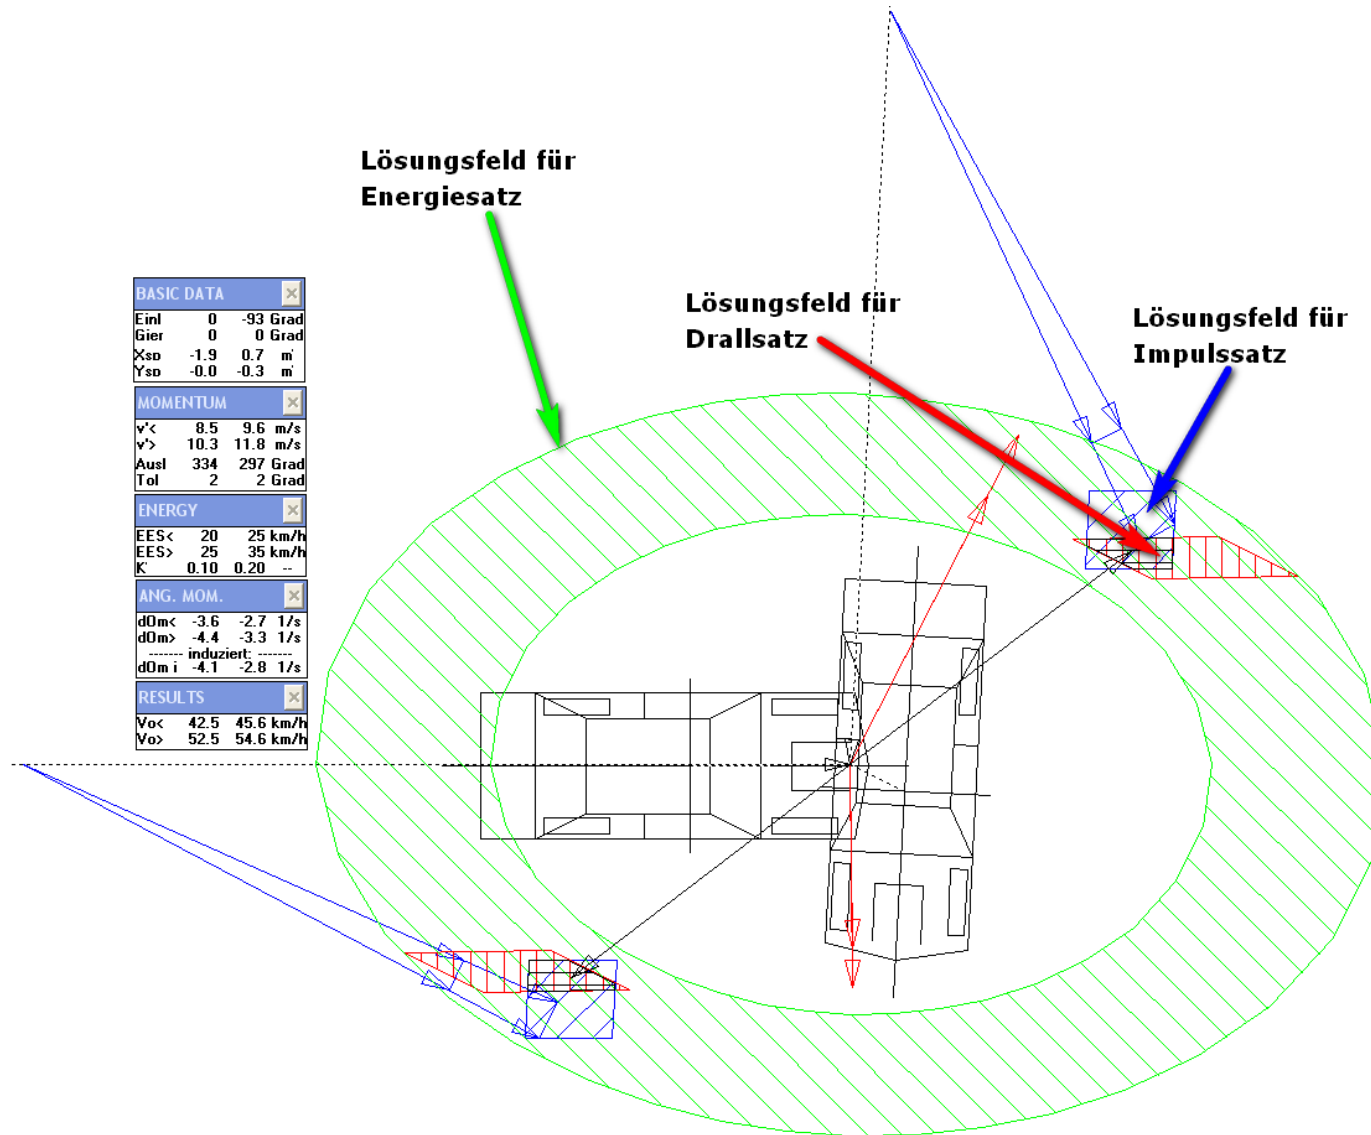 Lösungsfeld für
Energiesatz
Lösungsfeld für
Drallsatz
Lösungsfeld für
Impulssatz
BASIC DATA
Einl 0 -93 Grad
Gier 0 0 Grad
Xsp -1.9 0.7 m
Ysp -0.0 -0.3 m
MOMENTUM
v'< 8.5 9.6 m/s
v'> 10.3 11.8 m/s
Ausl 334 297 Grad
Tol 2 2 Grad
ENERGY
EES< 20 25 km/h
EES> 25 35 km/h
K 0.10 0.20 --
ANG. MOM.
dOm< -3.6 -2.7 1/s
dOm> -4.4 -3.3 1/s
------- induziert: -------
dOm i -4.1 -2.8 1/s
RESULTS
Vo< 42.5 45.6 km/h
Vo> 52.5 54.6 km/h